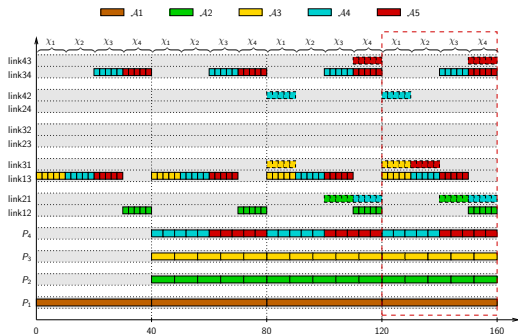 𝒜1 𝒜2 𝒜3 𝒜4 𝒜5
χ₁ χ₂ χ₃ χ₄ χ₁ χ₂ χ₃ χ₄ χ₁ χ₂ χ₃ χ₄ χ₁ χ₂ χ₃ χ₄
link43
link34
link42
link24
link32
link23
link31
link13
link21
link12
P₄
P₃
P₂
P₁
0 40 80 120 160